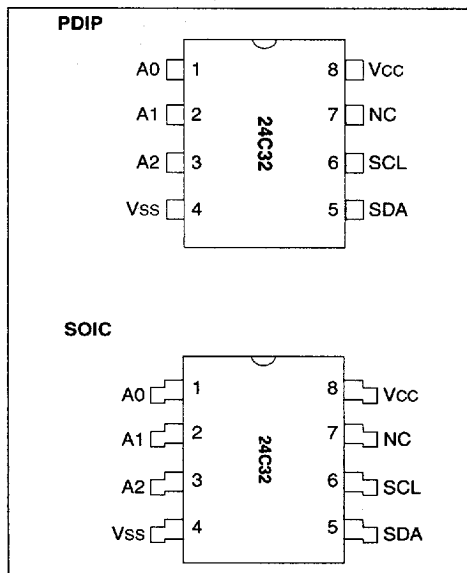 PDIP
A0 1 8 Vcc
A1 2 7 NC
24C32
A2 3 6 SCL
Vss 4 5 SDA
SOIC
A0 1 8 Vcc
A1 2 7 NC
24C32
A2 3 6 SCL
Vss 4 5 SDA